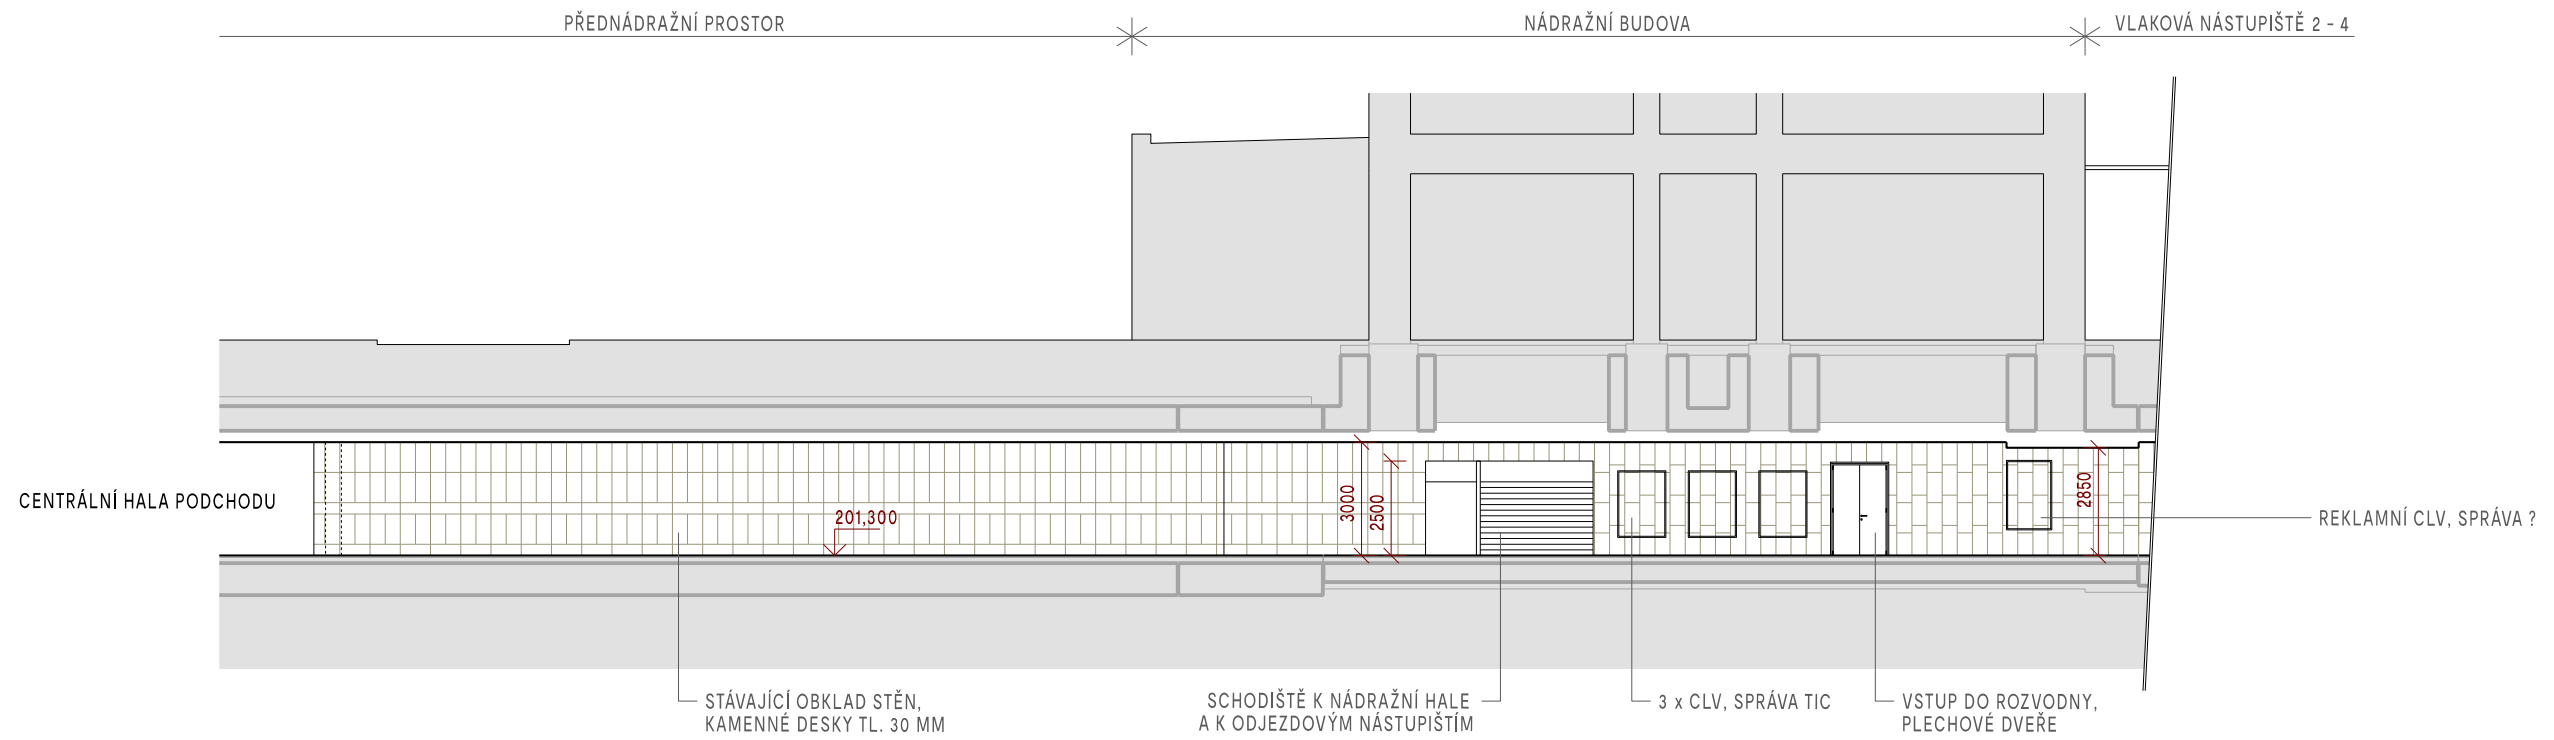 PŘEDNÁDRAŽNÍ PROSTOR
NÁDRAŽNÍ BUDOVA
VLAKOVÁ NÁSTUPIŠTĚ 2 - 4
CENTRÁLNÍ HALA PODCHODU
201,300
3000
2500
2850
REKLAMNÍ CLV, SPRÁVA ?
STÁVAJÍCÍ OBKLAD STĚN,
KAMENNÉ DESKY TL. 30 MM
SCHODIŠTĚ K NÁDRAŽNÍ HALE
A K ODJEZDOVÝM NÁSTUPIŠTÍM
3 x CLV, SPRÁVA TIC
VSTUP DO ROZVODNY,
PLECHOVÉ DVEŘE